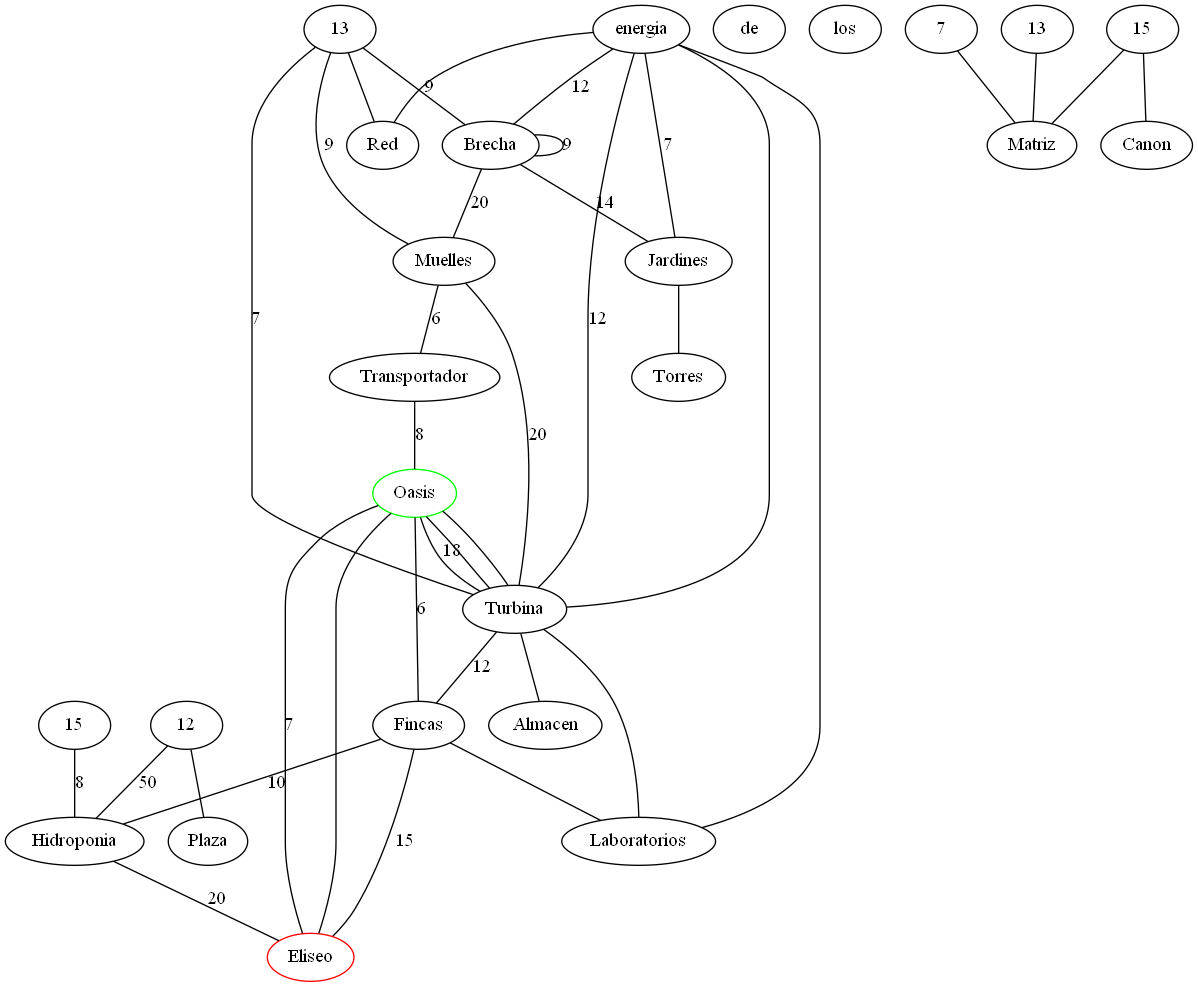 13
energia
de
los
7
13
15
9
12
Red
Brecha
9
9
7
Matriz
Canon
20
14
Muelles
Jardines
7
6
12
Transportador
Torres
8
20
Oasis
18
6
Turbina
12
15
12
7
Fincas
Almacen
8
50
10
Hidroponia
Plaza
15
Laboratorios
20
Eliseo